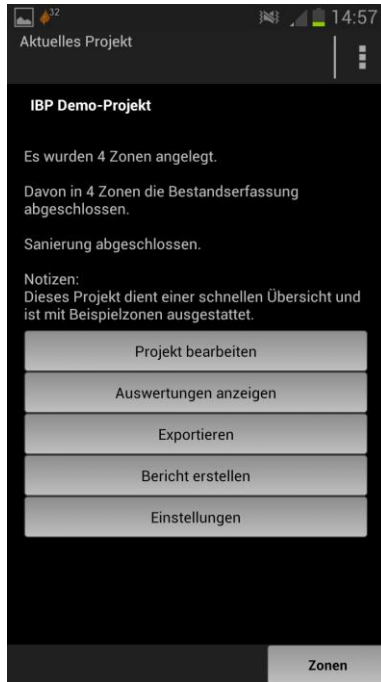 32
14:57
Aktuelles Projekt
IBP Demo-Projekt
Es wurden 4 Zonen angelegt.
Davon in 4 Zonen die Bestandserfassung
abgeschlossen.
Sanierung abgeschlossen.
Notizen:
Dieses Projekt dient einer schnellen Übersicht und
ist mit Beispielzonen ausgestattet.
Projekt bearbeiten
Auswertungen anzeigen
Exportieren
Bericht erstellen
Einstellungen
Zonen